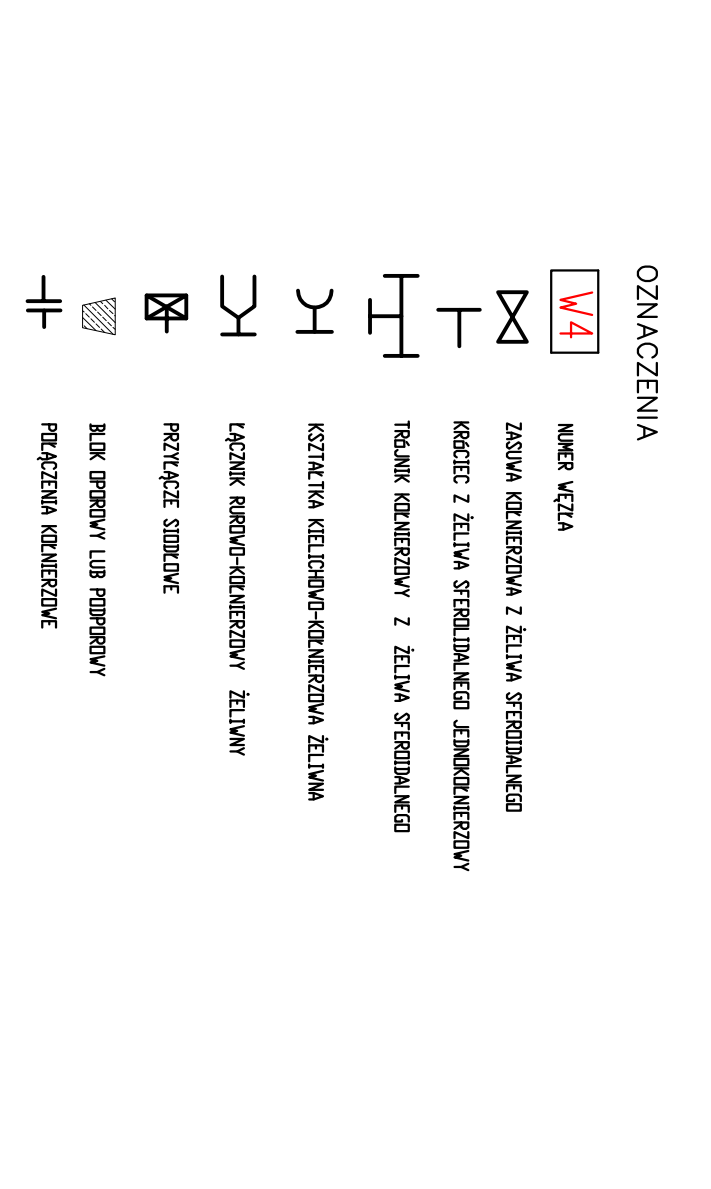 OZNACZENIA
W4
NUMER WĘZŁA
ZASUWA KOŁNIERZOWA Z ŻELIWA SFEROIDALNEGO
KRÓCIEC Z ŻELIWA SFEROLIDALNEGO JEDNOKOŁNIERZOWY
TRÓJNIK KOŁNIERZOWY Z ŻELIWA SFEROIDALNEGO
KSZTAŁTKA KIELICHOWO-KOŁNIERZOWA ŻELIWNA
ŁĄCZNIK RUROWO-KOŁNIERZOWY ŻELIWNY
PRZYŁĄCZE SIODŁOWE
BLOK OPOROWY LUB PODPOROWY
POŁĄCZENIA KOŁNIERZOWE